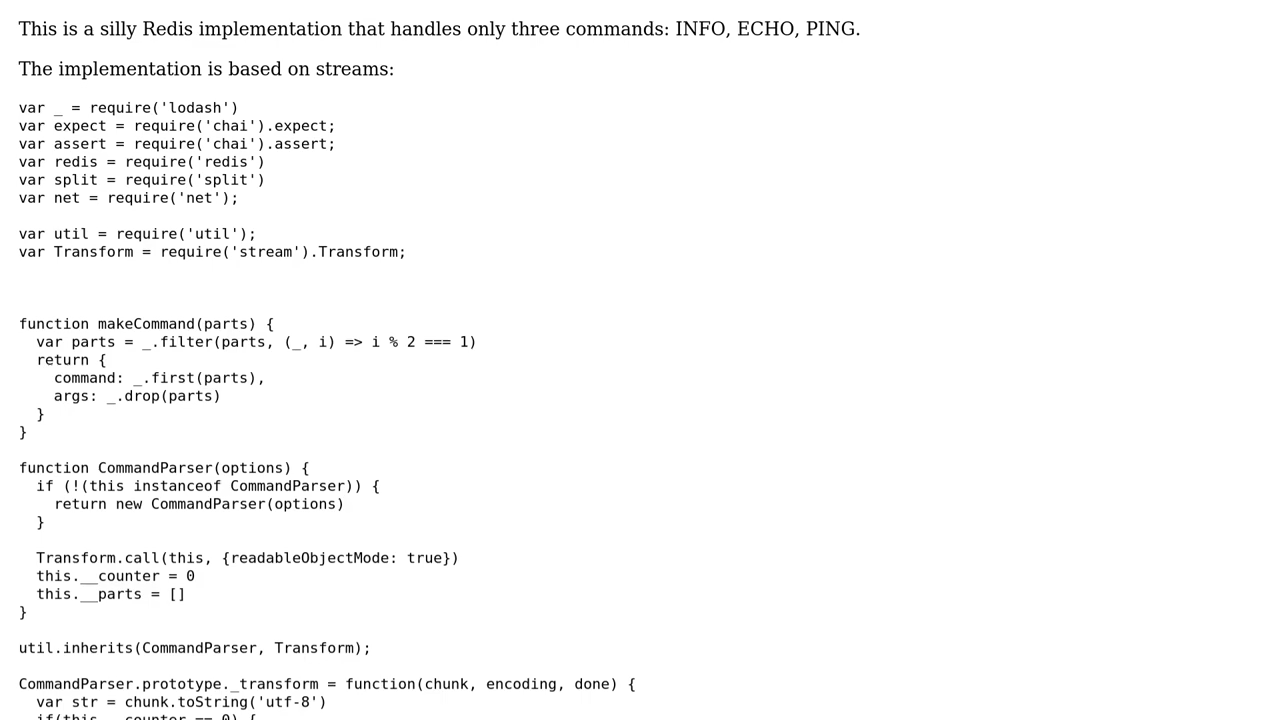 This is a silly Redis implementation that handles only three commands: INFO, ECHO, PING.
The implementation is based on streams:
var _ = require('lodash')
var expect = require('chai').expect;
var assert = require('chai').assert;
var redis = require('redis')
var split = require('split')
var net = require('net');
var util = require('util');
var Transform = require('stream').Transform;
function makeCommand(parts) {
  var parts = _.filter(parts, (_, i) => i % 2 === 1)
  return {
    command: _.first(parts),
    args: _.drop(parts)
  }
}
function CommandParser(options) {
  if (!(this instanceof CommandParser)) {
    return new CommandParser(options)
  }
  Transform.call(this, {readableObjectMode: true})
  this.__counter = 0
  this.__parts = []
}
util.inherits(CommandParser, Transform);
CommandParser.prototype._transform = function(chunk, encoding, done) {
  var str = chunk.toString('utf-8')
  if(this.__counter == 0) {